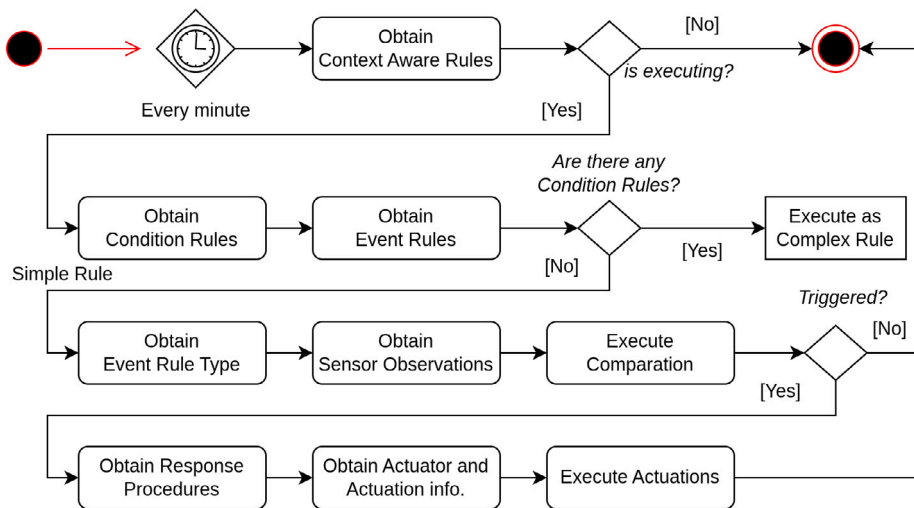 Obtain
Context Aware Rules
[No]
is executing?
Every minute
[Yes]
Are there any
Condition Rules?
Obtain
Condition Rules
Obtain
Event Rules
Execute as
Complex Rule
[Yes]
[No]
Simple Rule
Triggered?
Obtain
Event Rule Type
Obtain
Sensor Observations
Execute
Comparation
[No]
[Yes]
Obtain Response
Procedures
Obtain Actuator and
Actuation info.
Execute Actuations